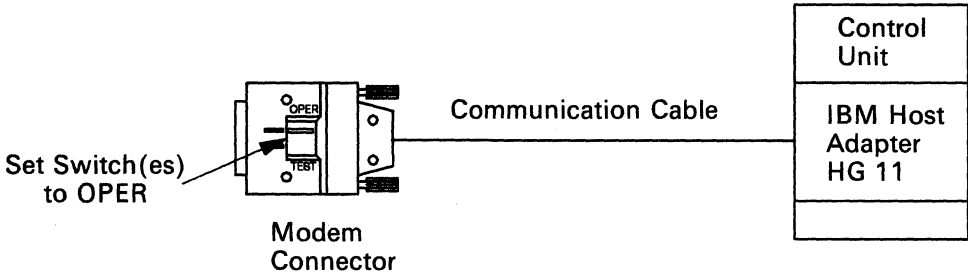 Control
Unit
OPER
Communication Cable
IBM Host
Adapter
HG 11
TEST
Set Switch(es)
to OPER
Modem
Connector